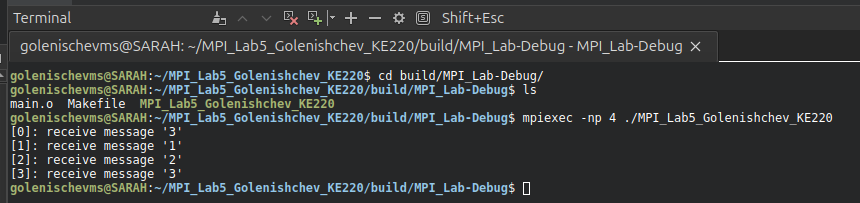 Terminal
Shift+Esc
golenischevms@SARAH: ~/MPI_Lab5_Golenishchev_KE220/build/MPI_Lab-Debug - MPI_Lab-Debug
golenischevms@SARAH:~/MPI_Lab5_Golenishchev_KE220$ cd build/MPI_Lab-Debug/
golenischevms@SARAH:~/MPI_Lab5_Golenishchev_KE220/build/MPI_Lab-Debug$ ls
main.o Makefile MPI_Lab5_Golenishchev_KE220
golenischevms@SARAH:~/MPI_Lab5_Golenishchev_KE220/build/MPI_Lab-Debug$ mpiexec -np 4 ./MPI_Lab5_Golenishchev_KE220
[0]: receive message '3'
[1]: receive message '1'
[2]: receive message '2'
[3]: receive message '3'
golenischevms@SARAH:~/MPI_Lab5_Golenishchev_KE220/build/MPI_Lab-Debug$